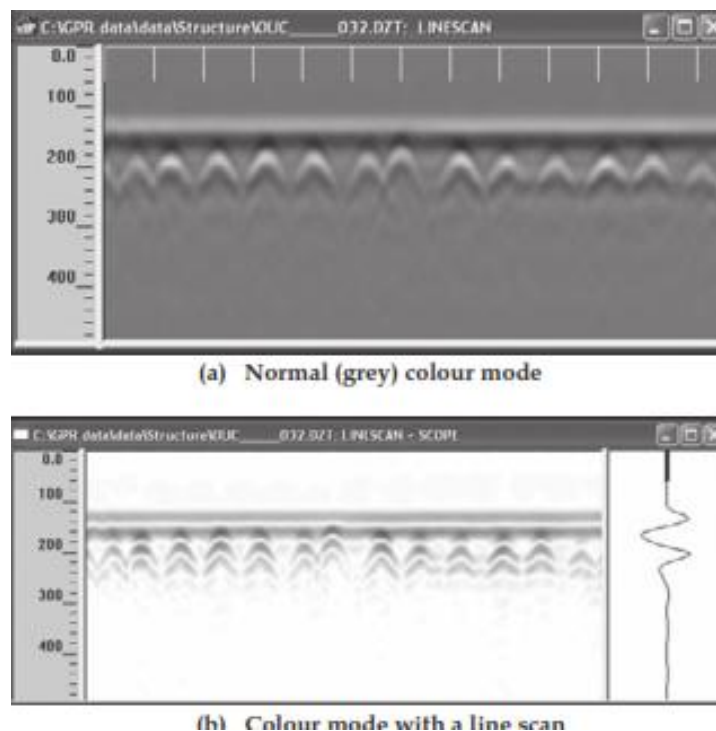 C:\GPR data\data\Structure\OUC_____032.DZT: LINESCAN
0.0
100
200
300
400
(a) Normal (grey) colour mode
C:\GPR data\data\Structure\OUC_____032.DZT: LINESCAN - SCOPE
0.0
100
200
300
400
(b) Colour mode with a line scan